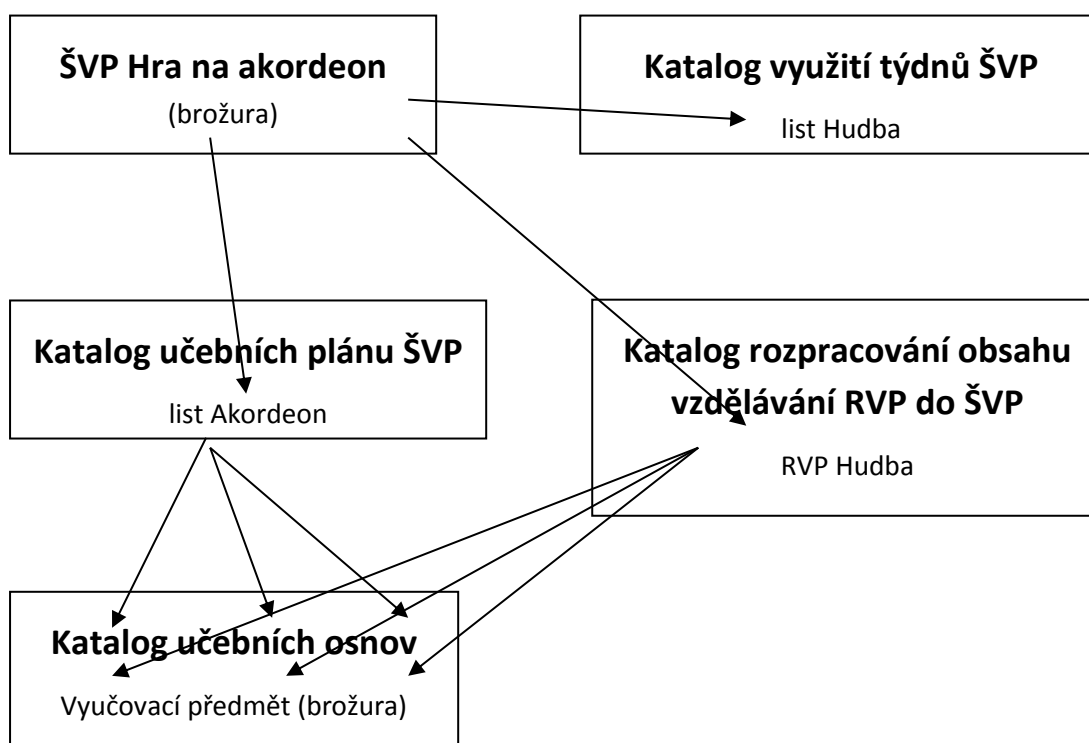 ŠVP Hra na akordeon
(brožura)
Katalog využití týdnů ŠVP
list Hudba
Katalog učebních plánu ŠVP
list Akordeon
Katalog rozpracování obsahu
vzdělávání RVP do ŠVP
RVP Hudba
Katalog učebních osnov
Vyučovací předmět (brožura)